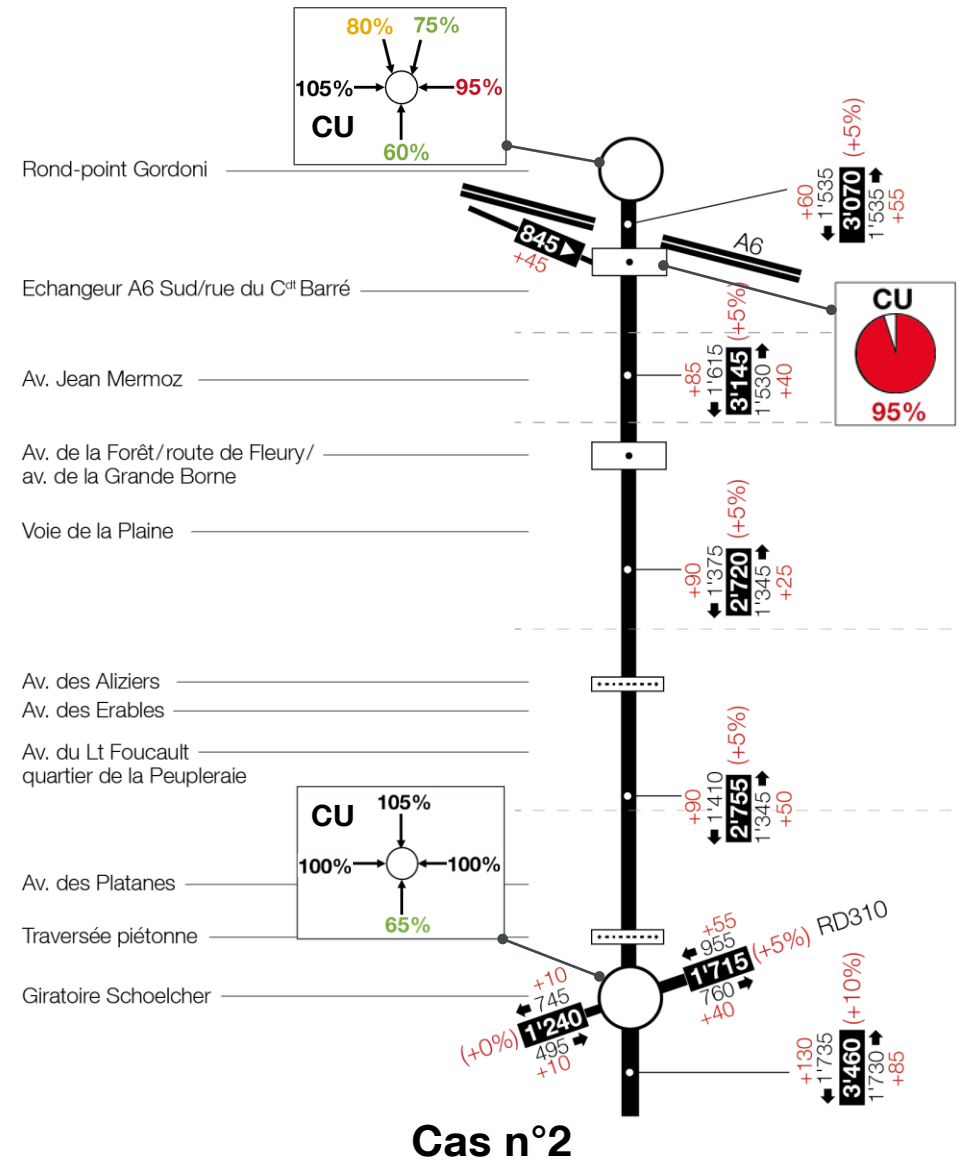 80% 75%
105% 95%
CU
60%
Rond-point Gordoni
+60
1'535
3'070 (+5%)
1'535
+55
845
+45
A6
Echangeur A6 Sud/rue du Cdt Barré
CU
95%
Av. Jean Mermoz
+85
1'615
3'145 (+5%)
1'530
+40
Av. de la Forêt/route de Fleury/
av. de la Grande Borne
Voie de la Plaine
+90
1'375
2'720 (+5%)
1'345
+25
Av. des Aliziers
Av. des Erables
Av. du Lt Foucault
quartier de la Peupleraie
+90
1'410
2'755 (+5%)
1'345
+50
CU
105%
100% 100%
65%
Av. des Platanes
Traversée piétonne
Giratoire Schoelcher
+55
955
1'715 (+5%) RD310
760
+40
+10
745
(+0%) 1'240
495
+10
+130
1'735
3'460 (+10%)
1'730
+85
Cas n°2